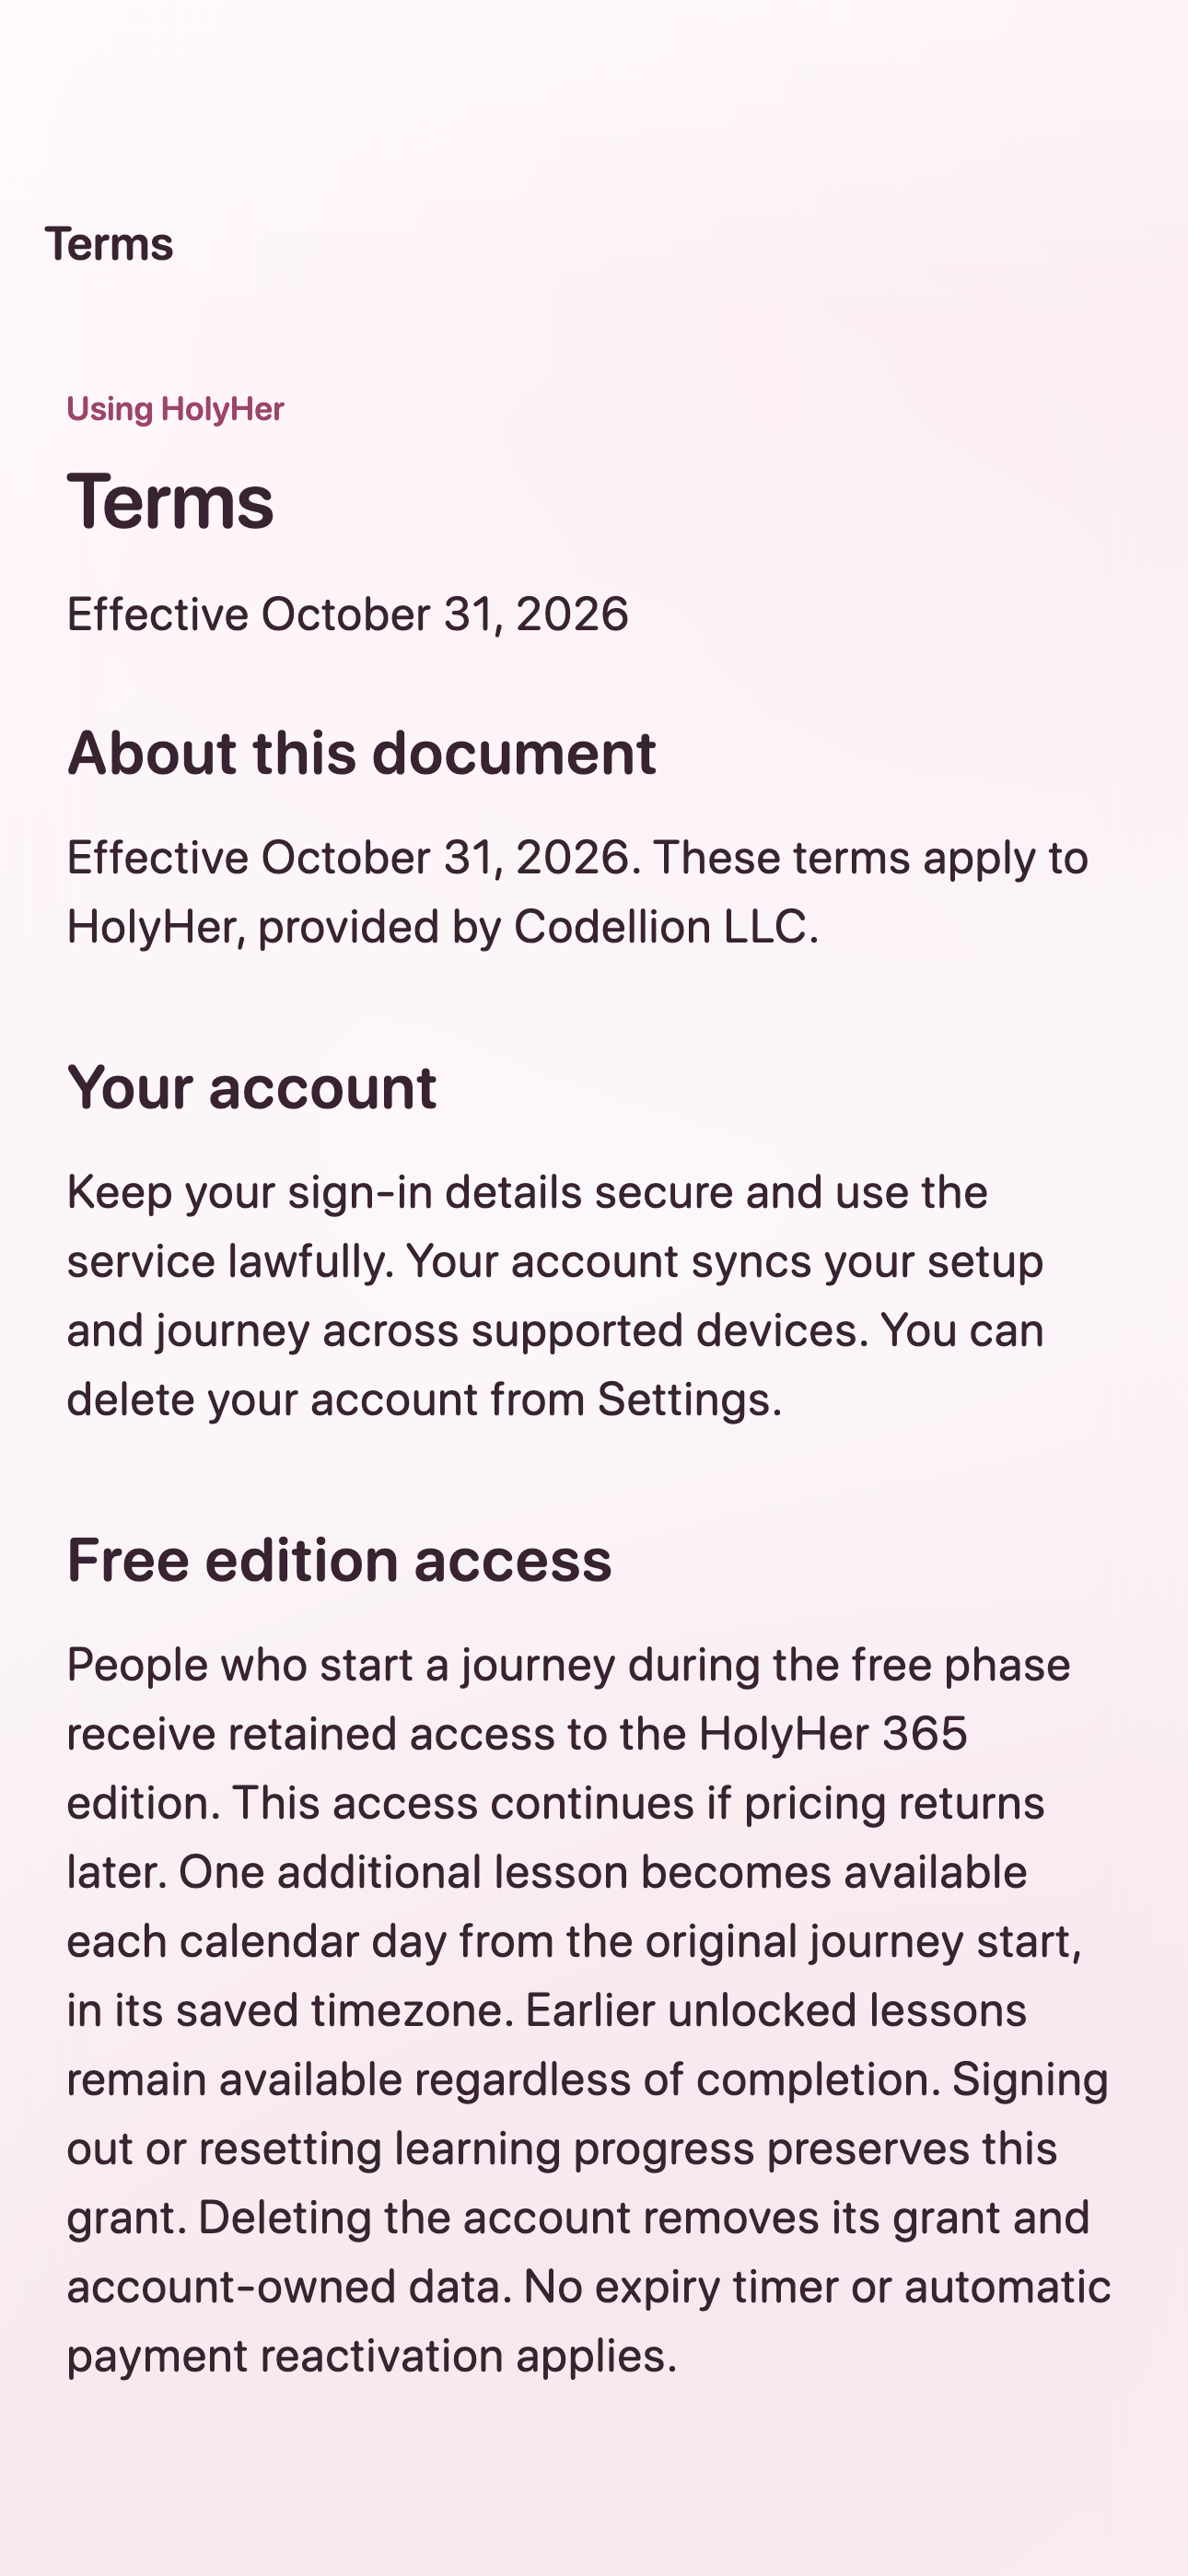 Terms
Using HolyHer
Terms
Effective October 31, 2026
About this document
Effective October 31, 2026. These terms apply to
HolyHer, provided by Codellion LLC.
Your account
Keep your sign-in details secure and use the
service lawfully. Your account syncs your setup
and journey across supported devices. You can
delete your account from Settings.
Free edition access
People who start a journey during the free phase
receive retained access to the HolyHer 365
edition. This access continues if pricing returns
later. One additional lesson becomes available
each calendar day from the original journey start,
in its saved timezone. Earlier unlocked lessons
remain available regardless of completion. Signing
out or resetting learning progress preserves this
grant. Deleting the account removes its grant and
account-owned data. No expiry timer or automatic
payment reactivation applies.